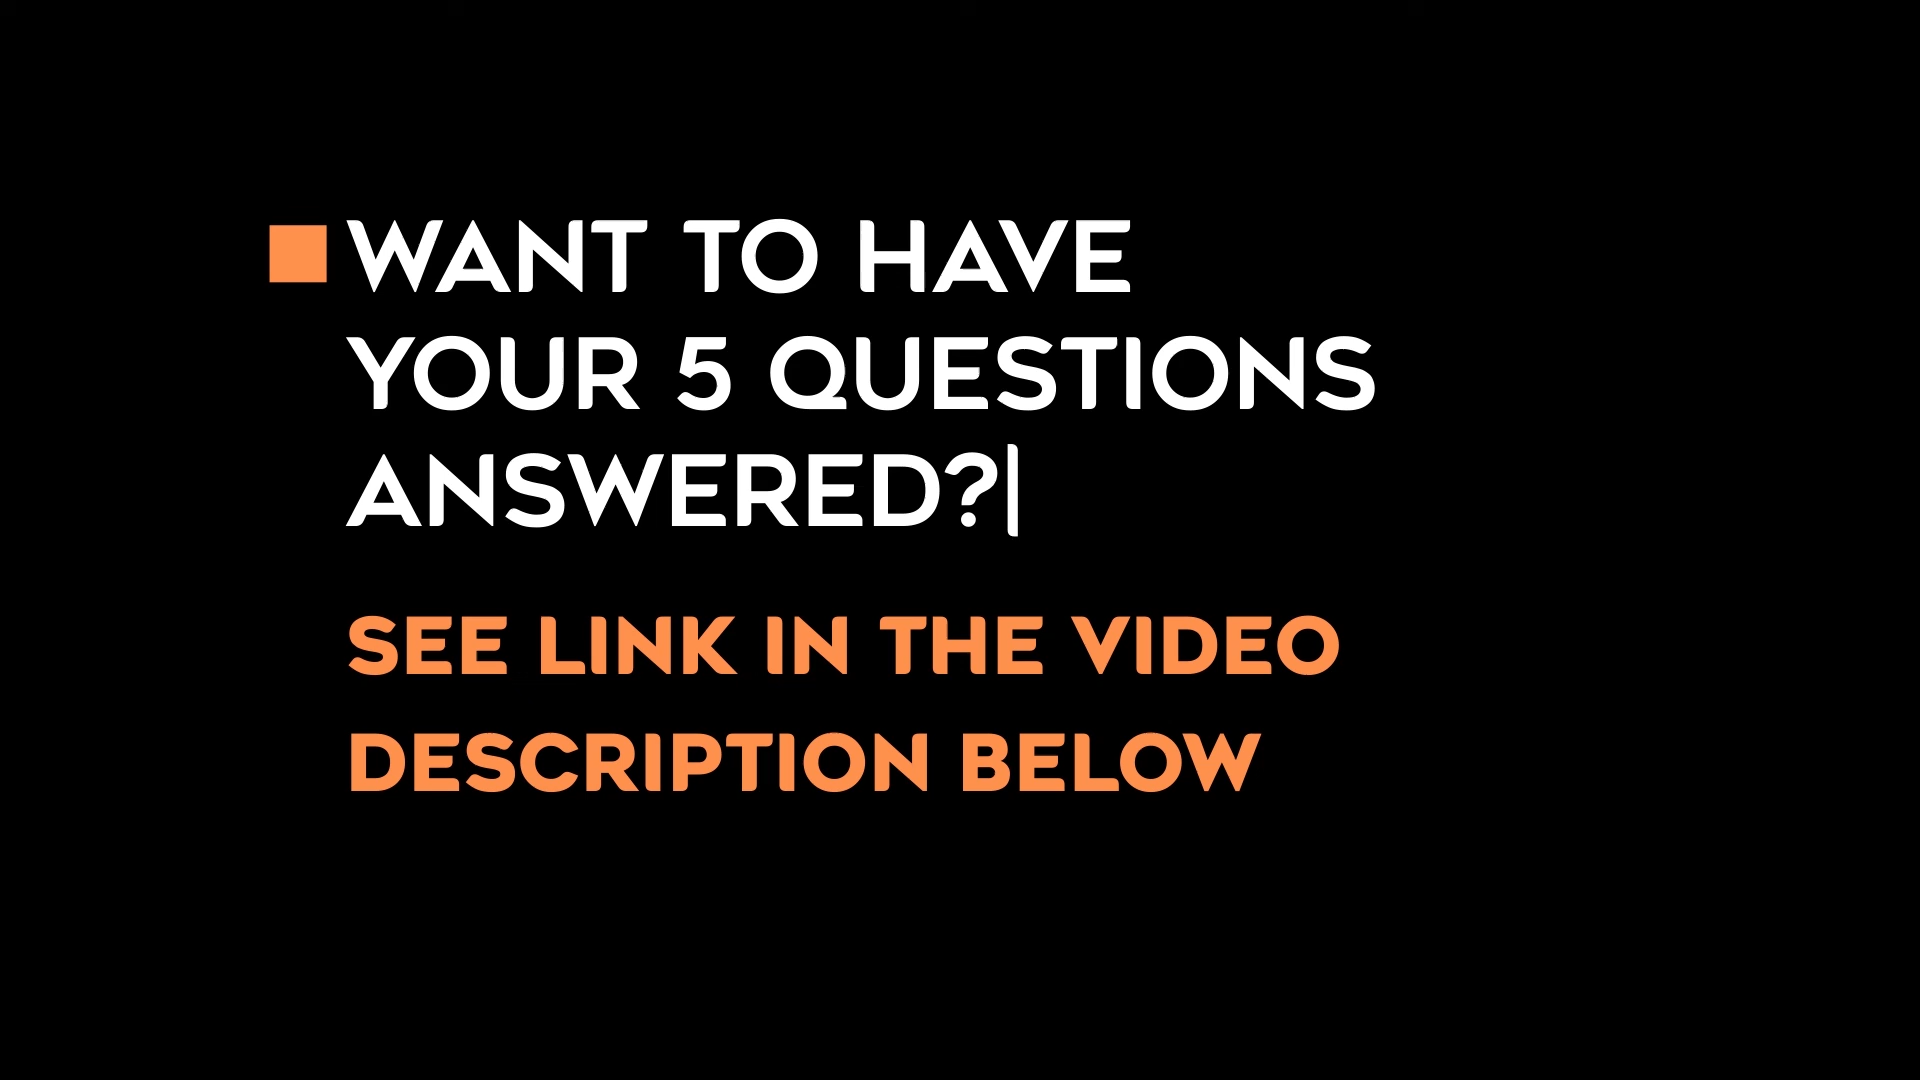 WANT TO HAVE
YOUR 5 QUESTIONS
ANSWERED?|
SEE LINK IN THE VIDEO
DESCRIPTION BELOW